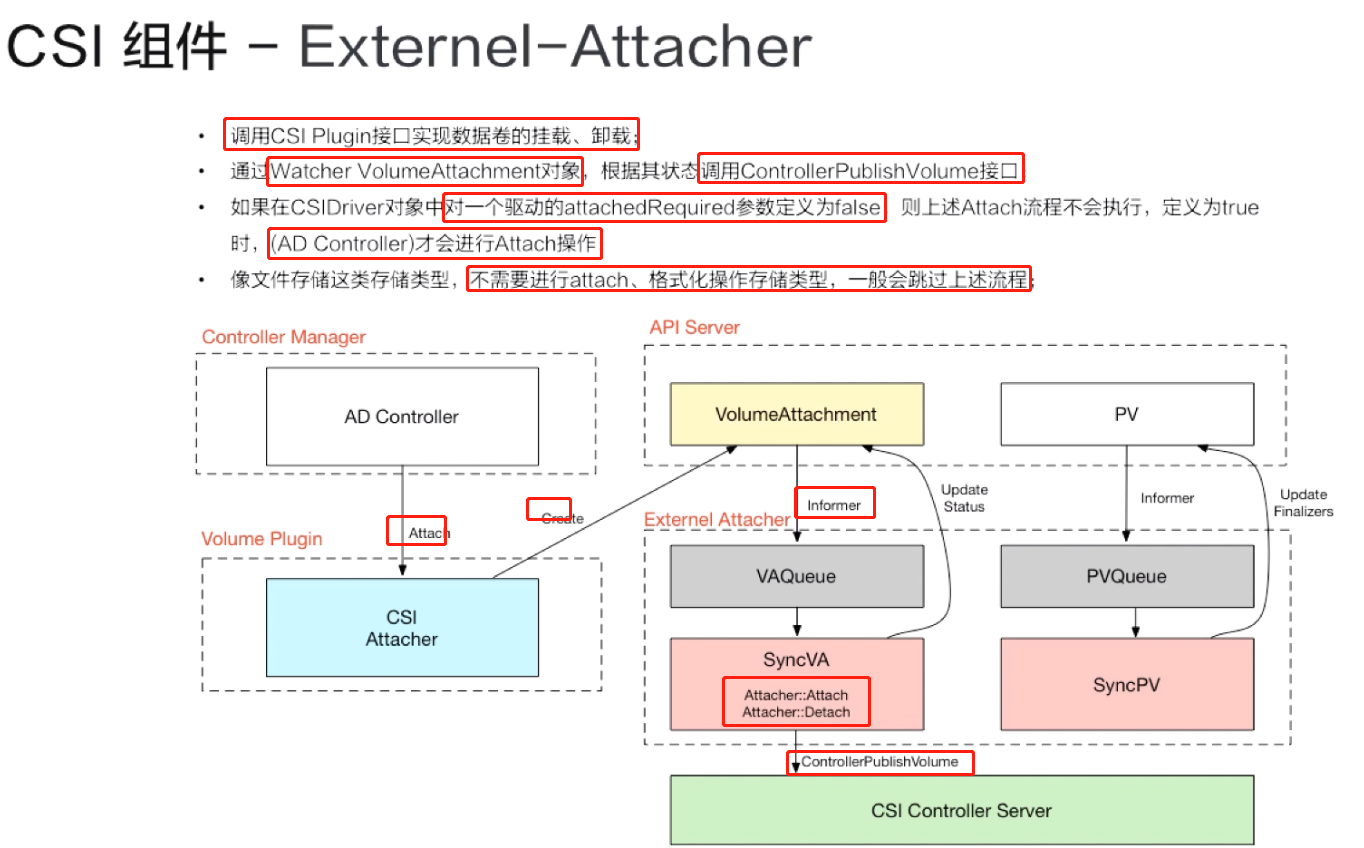 CSI 组件 – Externel–Attacher
• 调用CSI Plugin接口实现数据卷的挂载、卸载;
• 通过Watcher VolumeAttachment对象，根据其状态调用ControllerPublishVolume接口
• 如果在CSIDriver对象中对一个驱动的attachedRequired参数定义为false，则上述Attach流程不会执行，定义为true
时，(AD Controller)才会进行Attach操作
• 像文件存储这类存储类型，不需要进行attach、格式化操作存储类型，一般会跳过上述流程;
Controller Manager
AD Controller
Attach
Volume Plugin
CSI
Attacher
Create
API Server
VolumeAttachment
PV
Informer
Update
Status
Informer
Update
Finalizers
External Attacher
VAQueue
PVQueue
SyncVA
Attacher::Attach
Attacher::Detach
SyncPV
ControllerPublishVolume
CSI Controller Server